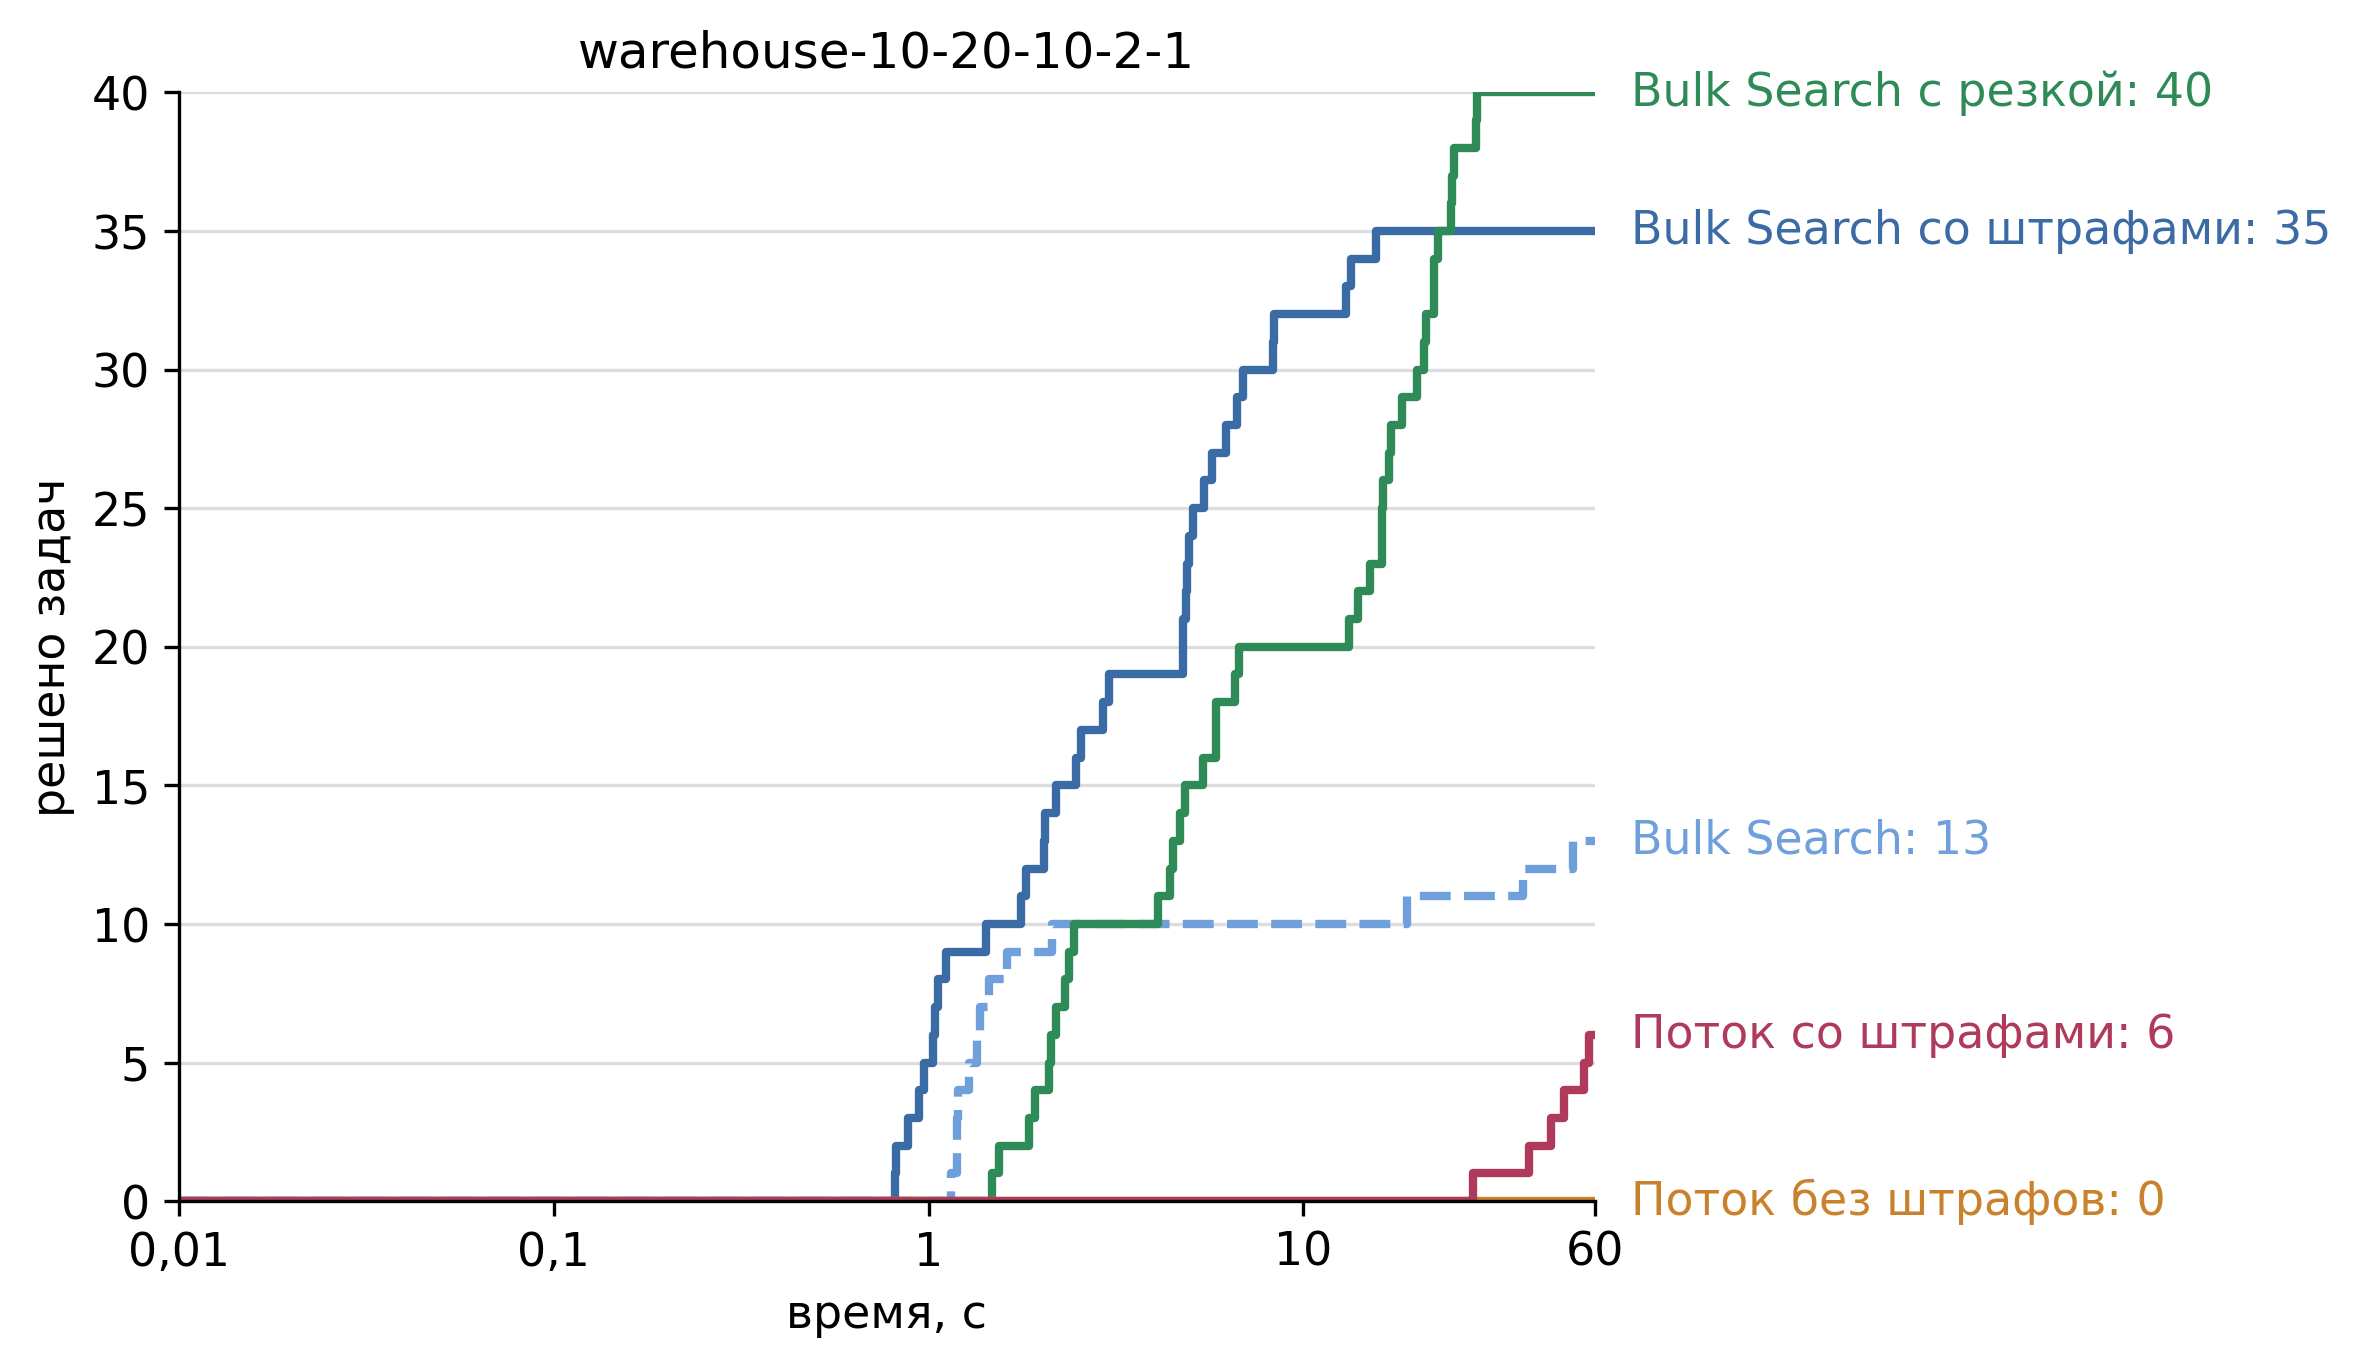 warehouse-10-20-10-2-1
40
35
30
25
20
15
10
5
0
решено задач
0,01
0,1
1
10
60
время, с
Bulk Search с резкой: 40
Bulk Search со штрафами: 35
Bulk Search: 13
Поток со штрафами: 6
Поток без штрафов: 0